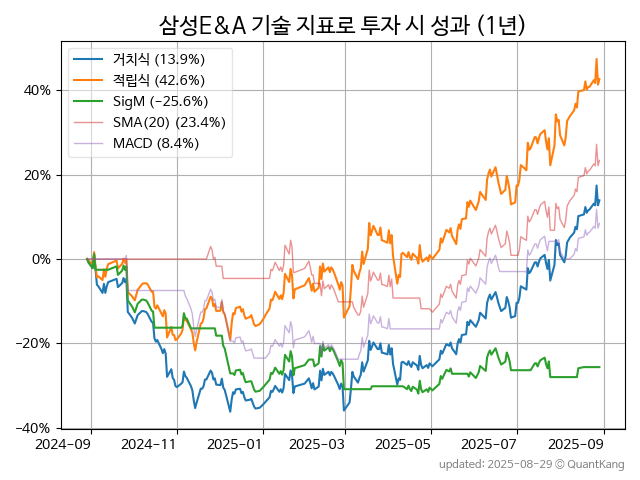 삼성E&A 기술 지표로 투자 시 성과 (1년)
거치식 (13.9%)
적립식 (42.6%)
SigM (−25.6%)
SMA(20) (23.4%)
MACD (8.4%)
40%
20%
0%
−20%
−40%
2024-09 2024-11 2025-01 2025-03 2025-05 2025-07 2025-09
updated: 2025-08-29 © QuantKang